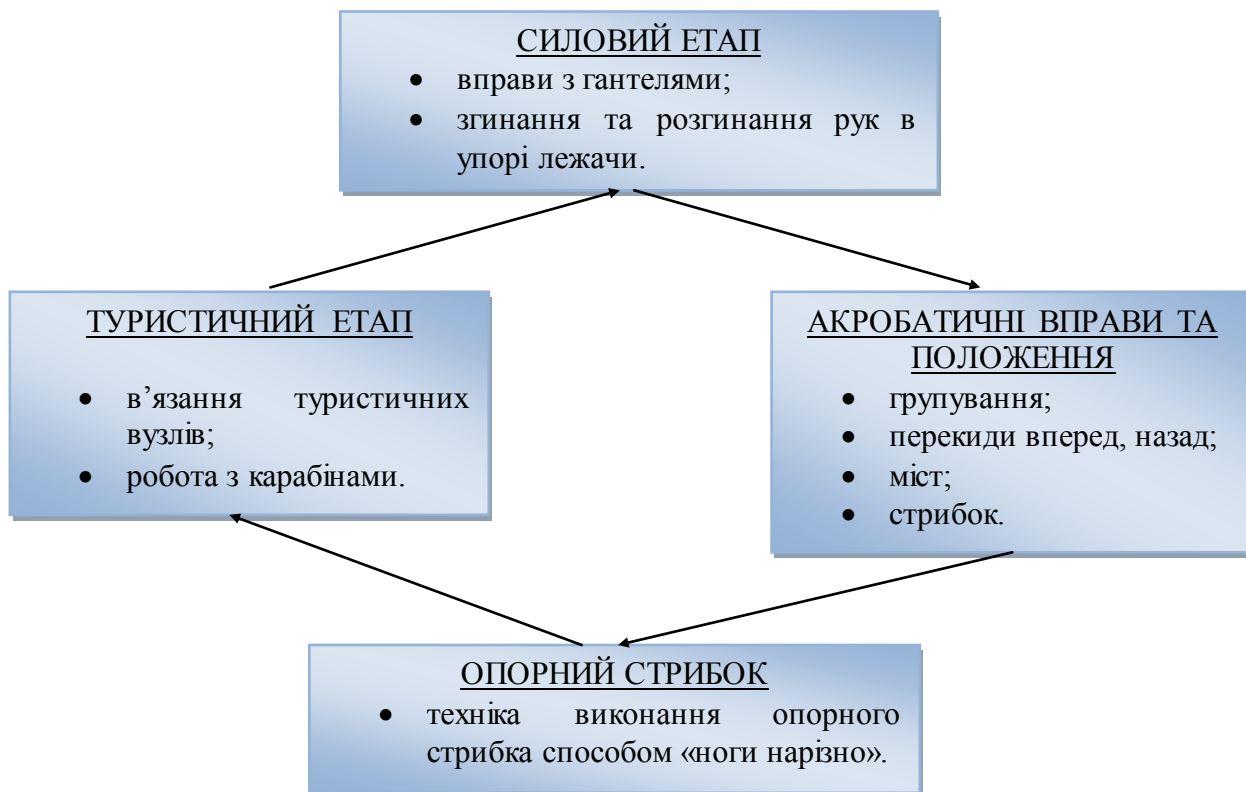 СИЛОВИЙ ЕТАП
• вправи з гантелями;
• згинання та розгинання рук в
упорі лежачи.
ТУРИСТИЧНИЙ ЕТАП
• в’язання туристичних
вузлів;
• робота з карабінами.
АКРОБАТИЧНІ ВПРАВИ ТА
ПОЛОЖЕННЯ
• групування;
• перекиди вперед, назад;
• міст;
• стрибок.
ОПОРНИЙ СТРИБОК
• техніка виконання опорного
стрибка способом «ноги нарізно».